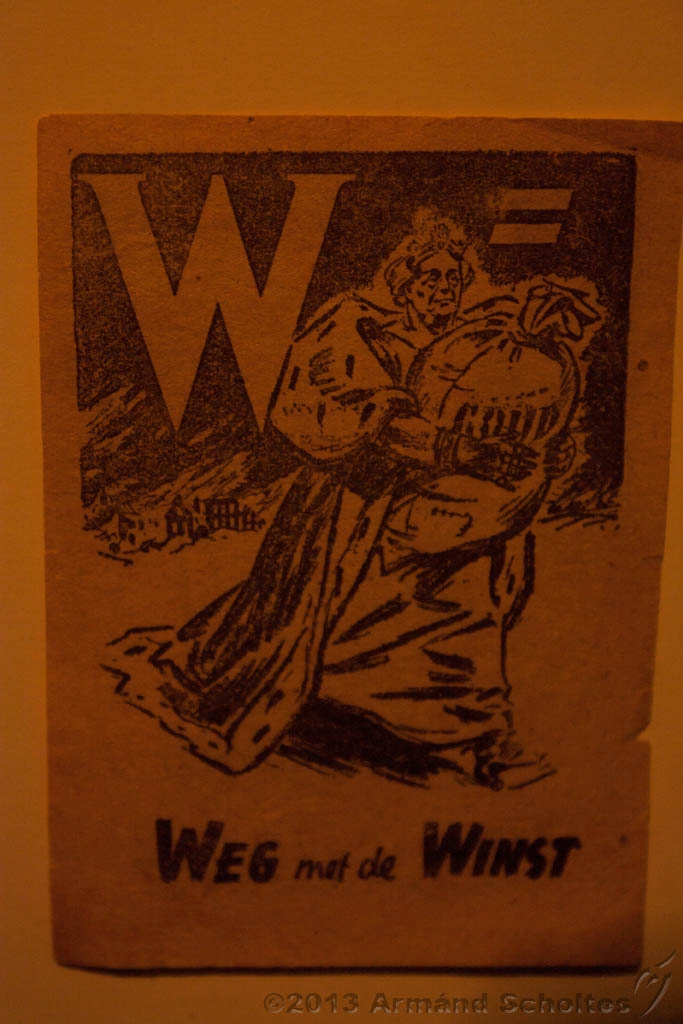 W =
WEG met de WINST
©2013 Armánd Scholtes